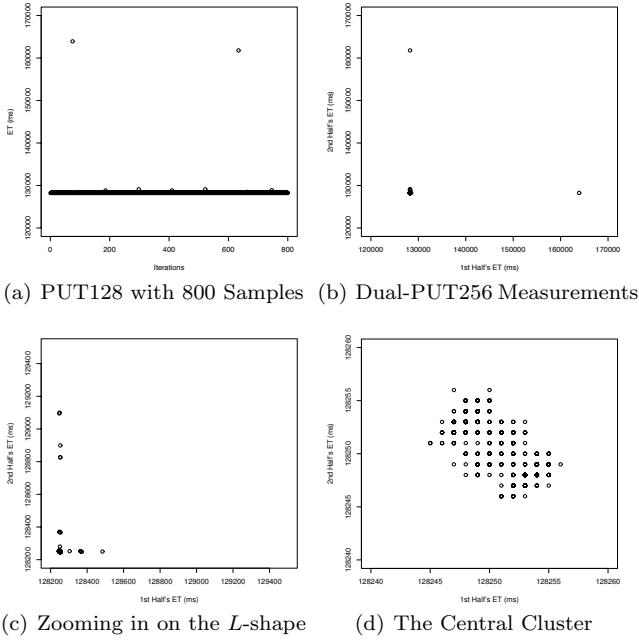 170000
160000
150000
140000
130000
120000
ET (ms)
0 200 400 600 800
Iterations
170000
160000
150000
140000
130000
120000
2nd Half's ET (ms)
120000 130000 140000 150000 160000 170000
1st Half's ET (ms)
(a) PUT128 with 800 Samples (b) Dual-PUT256 Measurements
129400
129200
129000
128800
128600
128400
128200
2nd Half's ET (ms)
128200 128400 128600 128800 129000 129200 129400
1st Half's ET (ms)
128260
128255
128250
128245
128240
2nd Half's ET (ms)
128240 128245 128250 128255 128260
1st Half's ET (ms)
(c) Zooming in on the L-shape (d) The Central Cluster